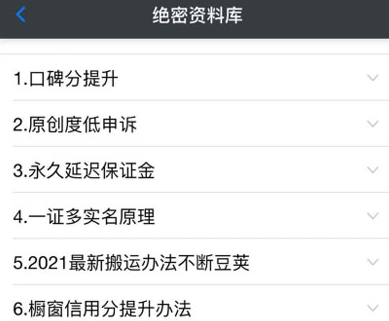 绝密资料库
1.口碑分提升
2.原创度低申诉
3.永久延迟保证金
4.一证多实名原理
5.2021最新搬运办法不断豆荚
6.橱窗信用分提升办法